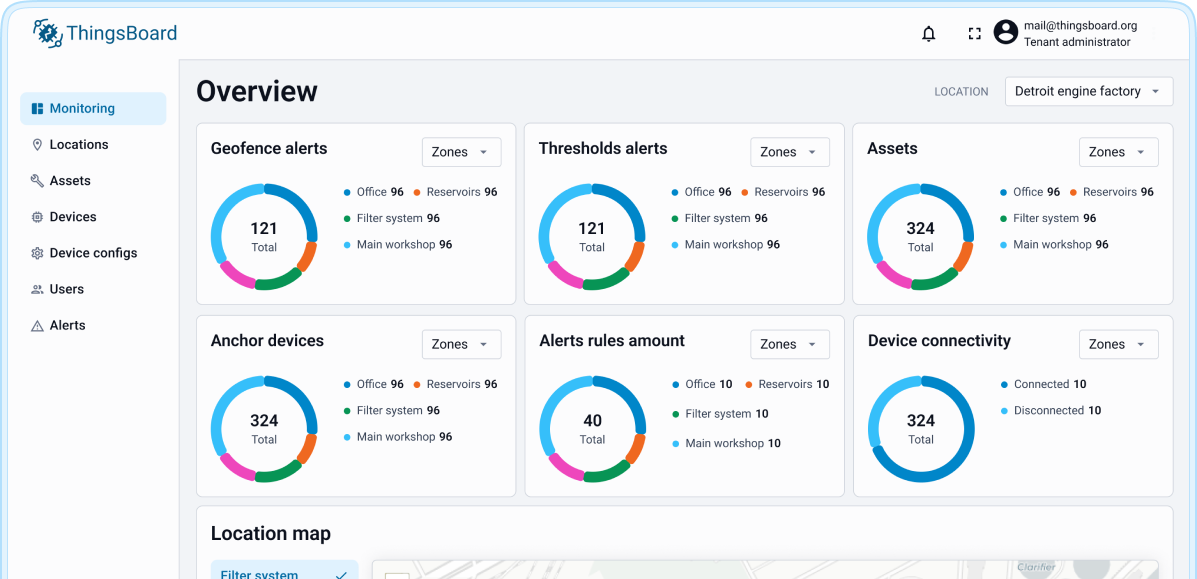 ThingsBoard
mail@thingsboard.org
Tenant administrator
Monitoring
Locations
Assets
Devices
Device configs
Users
Alerts
Overview
LOCATION
Detroit engine factory
Geofence alerts
Zones
121
Total
Office 96
Reservoirs 96
Filter system 96
Main workshop 96
Thresholds alerts
Zones
121
Total
Office 96
Reservoirs 96
Filter system 96
Main workshop 96
Assets
Zones
324
Total
Office 96
Reservoirs 96
Filter system 96
Main workshop 96
Anchor devices
Zones
324
Total
Office 96
Reservoirs 96
Filter system 96
Main workshop 96
Alerts rules amount
Zones
40
Total
Office 10
Reservoirs 10
Filter system 10
Main workshop 10
Device connectivity
Zones
324
Total
Connected 10
Disconnected 10
Location map
Filter system
Clarifier